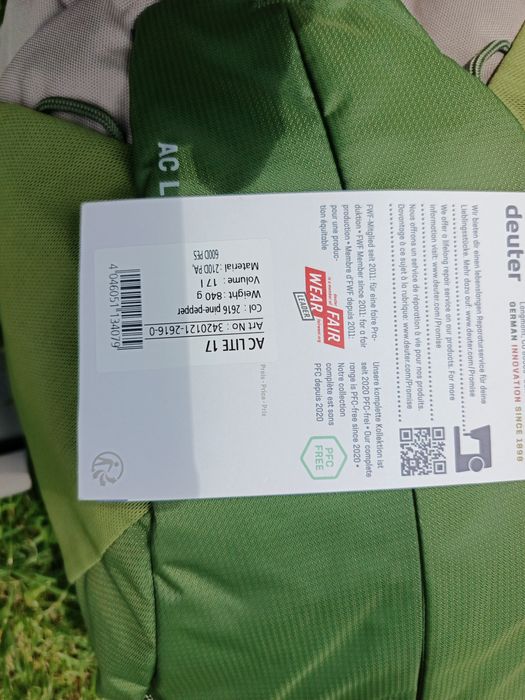 deuter
GERMAN INNOVATION SINCE 1898
Wir bieten dir einen lebenslangen Reparaturservice für deine
Lieblingsstücke. Mehr dazu auf: www.deuter.com/Promise
We offer a lifelong repair service on our products. For more
information visit: www.deuter.com/Promise
Nous offrons un service de réparation à vie pour nos produits.
Davantage à ce sujet à la rubrique: www.deuter.com/Promise
FWF-Mitglied seit 2011: für eine faire Pro-
duktion • FWF Member since 2011: for a fair
production • Membre d'FWF depuis 2011:
pour une produc-
tion équitable
FAIR
WEAR
LEADER
Unsere komplette Kollektion ist
seit 2020 PFC-frei • Our complete
range is PFC-free since 2020 •
Notre collection
complète est sans
PFC depuis 2020
PFC
FREE
Preis · Price · Prix
AC LITE 17
Art No : 3420121-2616-0
Col : 2616 pine-pepper
Weight: 840 g
Volume: 17 l
Material :210D PA,
600D PES
4 046051 104079
AC L